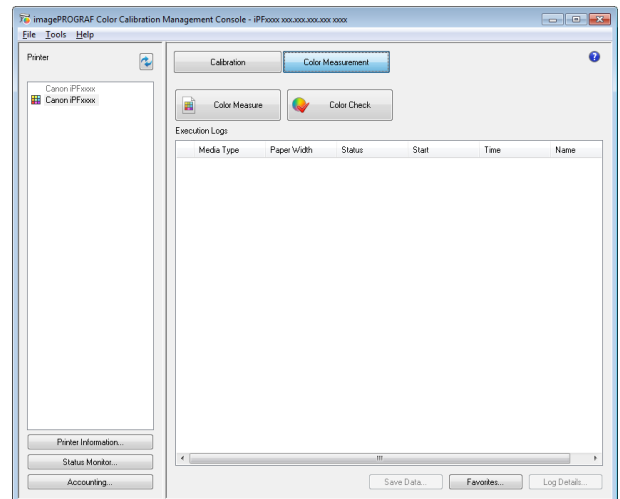 imagePROGRAF Color Calibration Management Console - iPFxxxx xxx.xxx.xxx.xxx xxxx
File Tools Help
Printer
Canon iPFxxxx
Canon iPFxxxx
Printer Information...
Status Monitor...
Accounting...
Calibration Color Measurement
Color Measure Color Check
Execution Logs
Media Type Paper Width Status Start Time Name
Save Data... Favorites... Log Details...